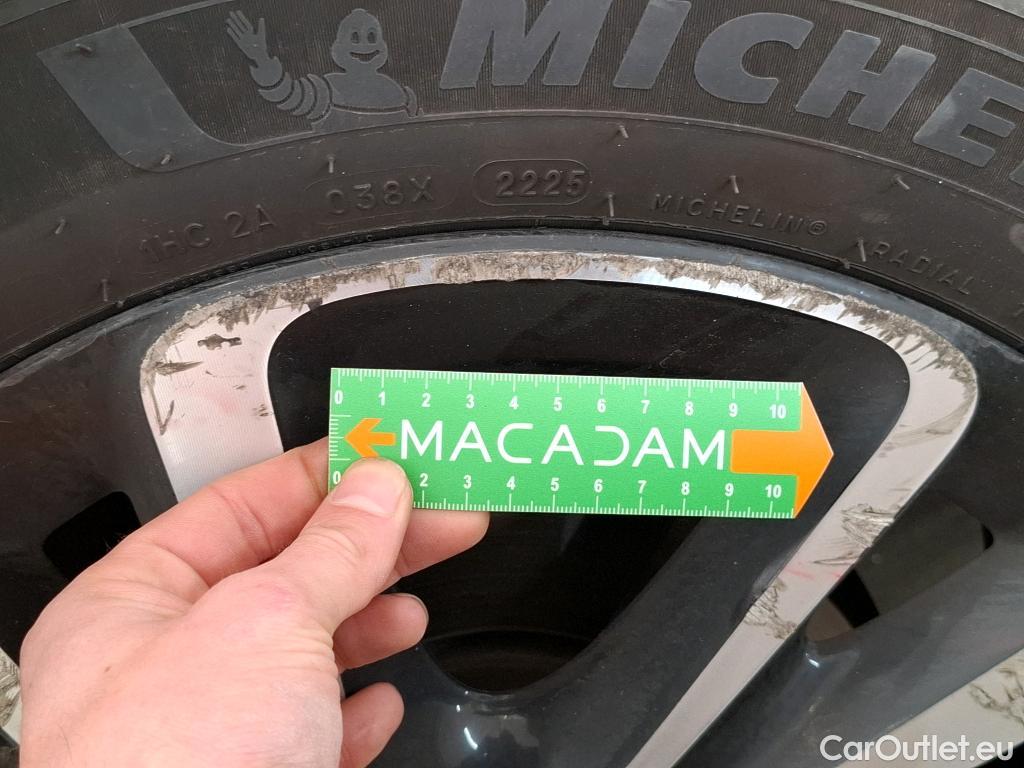 MICHE
1HC 2A 038X 2225 MICHELIN® RADIAL
0 1 2 3 4 5 6 7 8 9 10
MACADAM
0 2 3 4 5 6 7 8 9 10
CarOutlet.eu